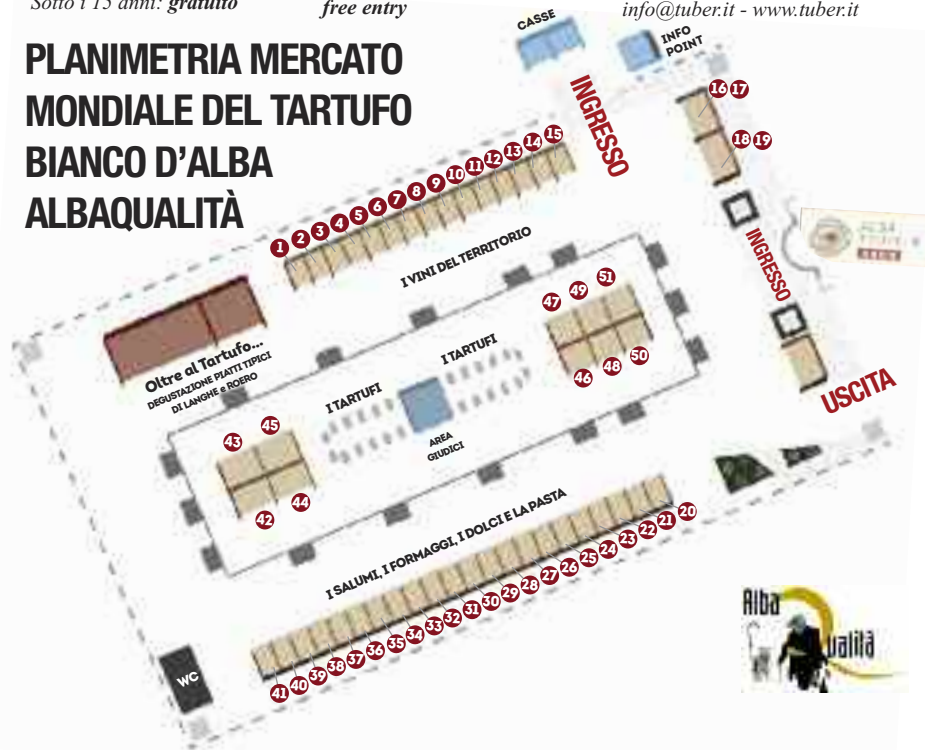 Sotto i 15 anni: gratuito
free entry
info@tuber.it - www.tuber.it
PLANIMETRIA MERCATO
MONDIALE DEL TARTUFO
BIANCO D'ALBA
ALBAQUALITÀ
CASSE
INFO
POINT
INGRESSO
16 17
18 19
INGRESSO
USCITA
1 2 3 4 5 6 7 8 9 10 11 12 13 14 15
I VINI DEL TERRITORIO
Oltre al Tartufo...
DEGUSTAZIONE PIATTI TIPICI
DI LANGHE e ROERO
47 49 51
46 48 50
I TARTUFI
I TARTUFI
AREA
GIUDICI
43 45
42 44
I SALUMI, I FORMAGGI, I DOLCI E LA PASTA
41 40 39 38 37 36 35 34 33 32 31 30 29 28 27 26 25 24 23 22 21 20
WC
Alba
ualità